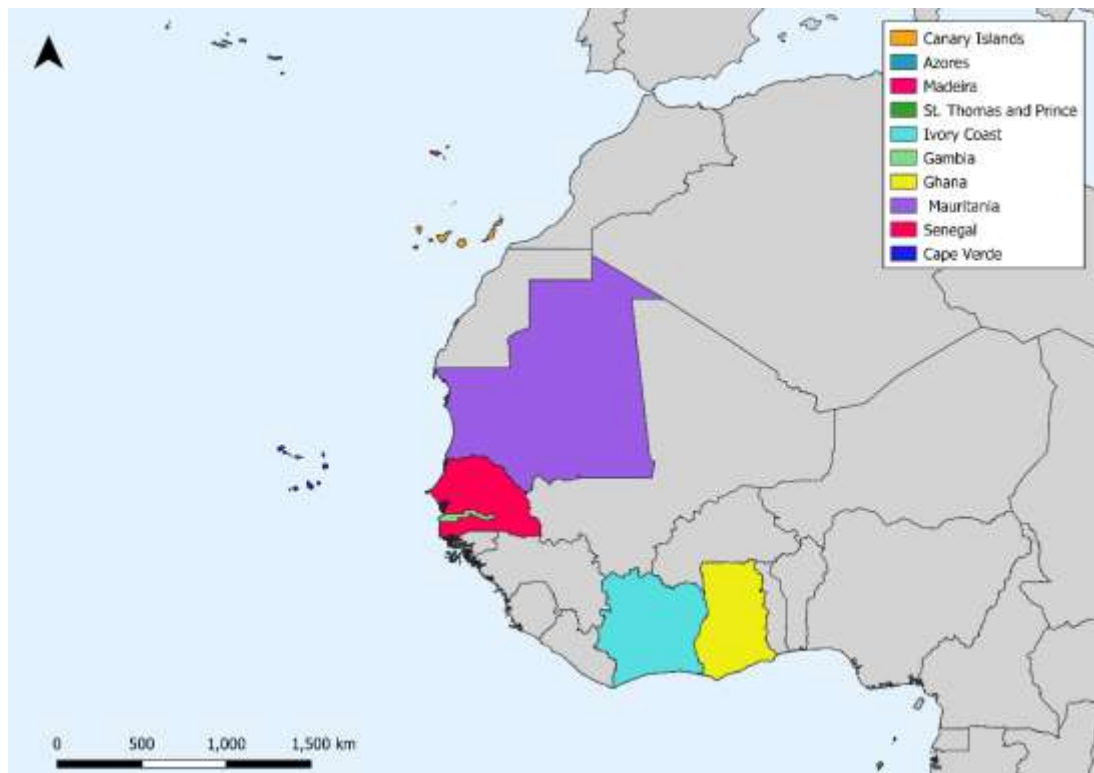 Canary Islands
Azores
Madeira
St. Thomas and Prince
Ivory Coast
Gambia
Ghana
Mauritania
Senegal
Cape Verde
0 500 1,000 1,500 km